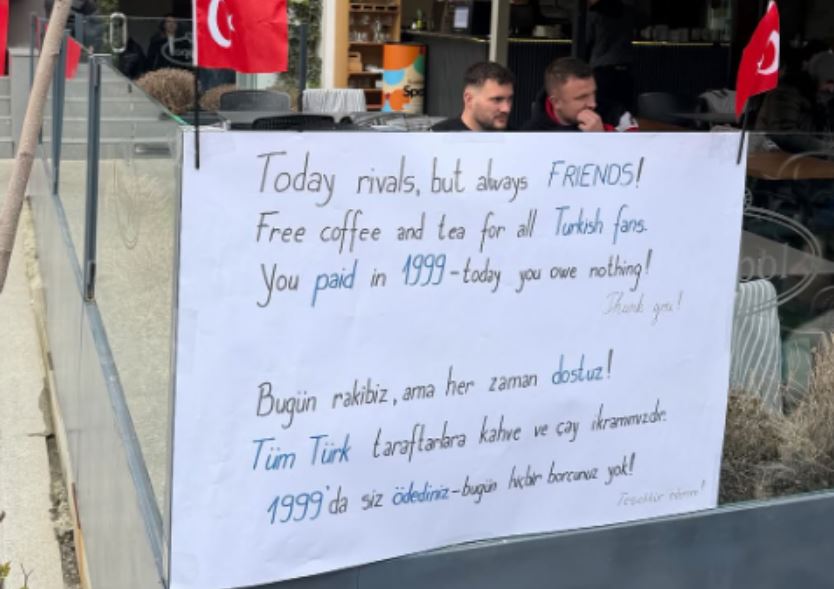 Today rivals, but always FRIENDS!
Free coffee and tea for all Turkish fans.
You paid in 1999 - today you owe nothing!
Thank you!
Bugün rakibiz, ama her zaman dostuz!
Tüm Türk taraftarlara kahve ve çay ikramımızdır.
1999'da siz ödediniz - bugün hiçbir borcunuz yok!